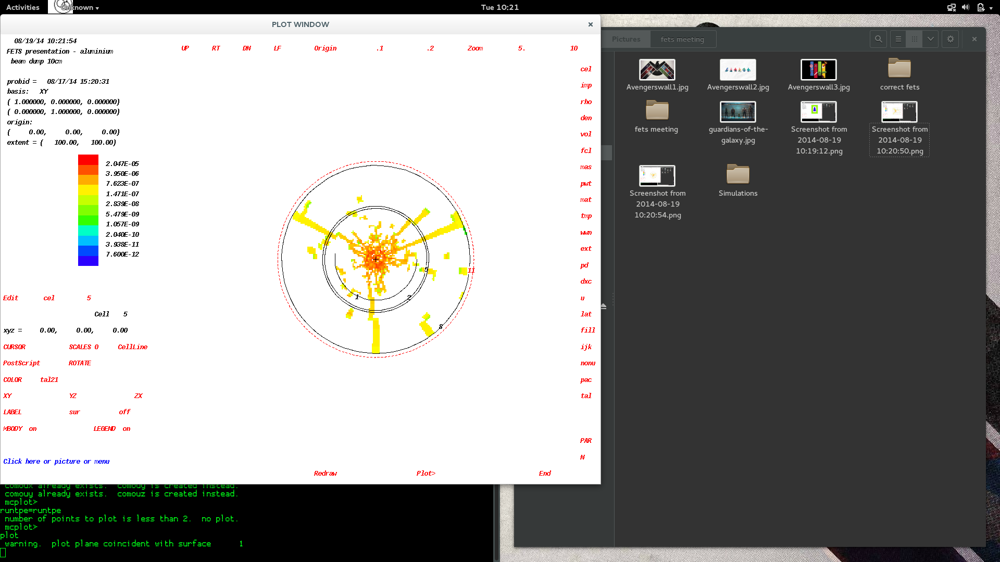 Activities
Unknown
Tue 10:21
PLOT WINDOW
08/19/14 10:21:54
FETS presentation - aluminium
beam dump 10cm
probid = 08/17/14 15:20:31
basis: XY
( 1.000000, 0.000000, 0.000000)
( 0.000000, 1.000000, 0.000000)
origin:
( 0.00, 0.00, 0.00)
extent = ( 100.00, 100.00)
UP RT DN LF Origin .1 .2 Zoom 5. 10
2.047E-05
3.950E-06
7.623E-07
1.471E-07
2.839E-08
5.479E-09
1.057E-09
2.040E-10
3.938E-11
7.600E-12
5
11
1
2
8
cel
imp
rho
den
vol
fcl
mas
pwt
mat
tmp
wwn
ext
pd
dxc
u
lat
fill
ijk
nonu
pac
tal
PAR
N
Edit cel 5
Cell 5
xyz = 0.00, 0.00, 0.00
CURSOR SCALES 0 CellLine
PostScript ROTATE
COLOR tal21
XY YZ ZX
LABEL sur off
MBODY on LEGEND on
Click here or picture or menu
Redraw Plot> End
comoux already exists. comouy is created instead.
comouy already exists. comouz is created instead.
mcplot>
runtpe=runtpe
number of points to plot is less than 2. no plot.
mcplot>
plot
warning. plot plane coincident with surface 1
Pictures
fets meeting
Avengerswall1.jpg
Avengerswall2.jpg
Avengerswall3.jpg
correct fets
fets meeting
guardians-of-the-
galaxy.jpg
Screenshot from
2014-08-19
10:19:12.png
Screenshot from
2014-08-19
10:20:50.png
Screenshot from
2014-08-19
10:20:54.png
Simulations